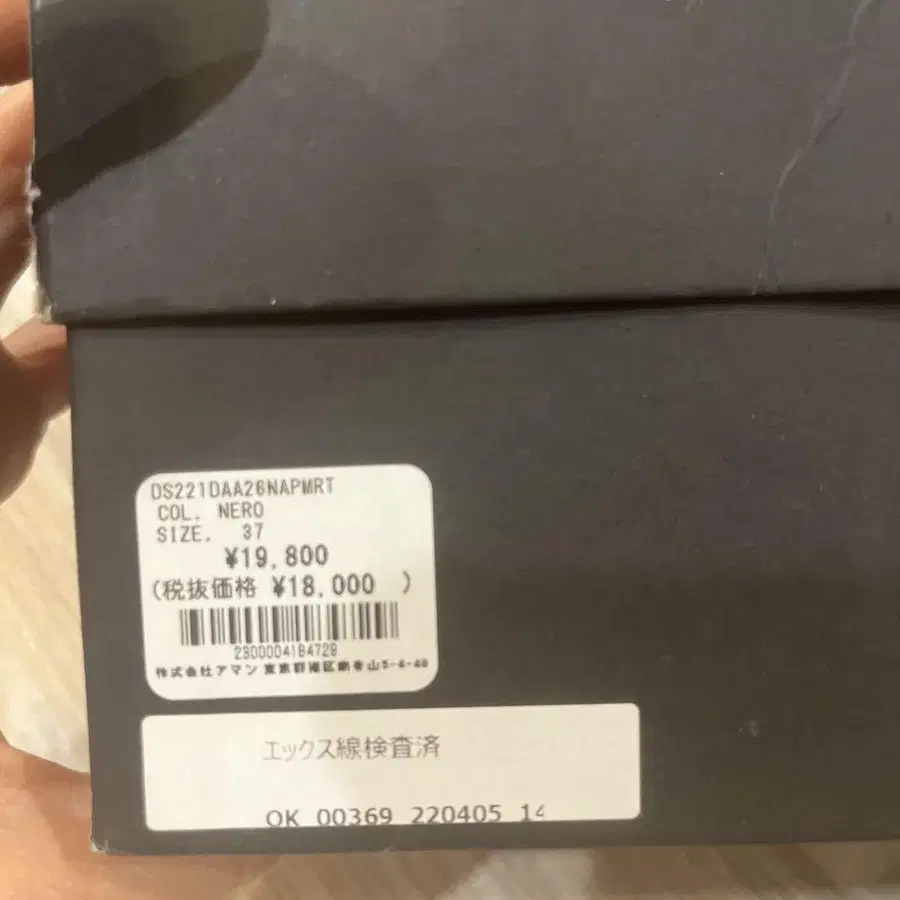 DS221DAA26NAPMRT
COL. NERO
SIZE. 37
¥19,800
(税抜価格 ¥18,000 )
2300004184729
株式会社アマン 東京都港区南青山5-4-48
エックス線検査済
OK 00369 220405 14